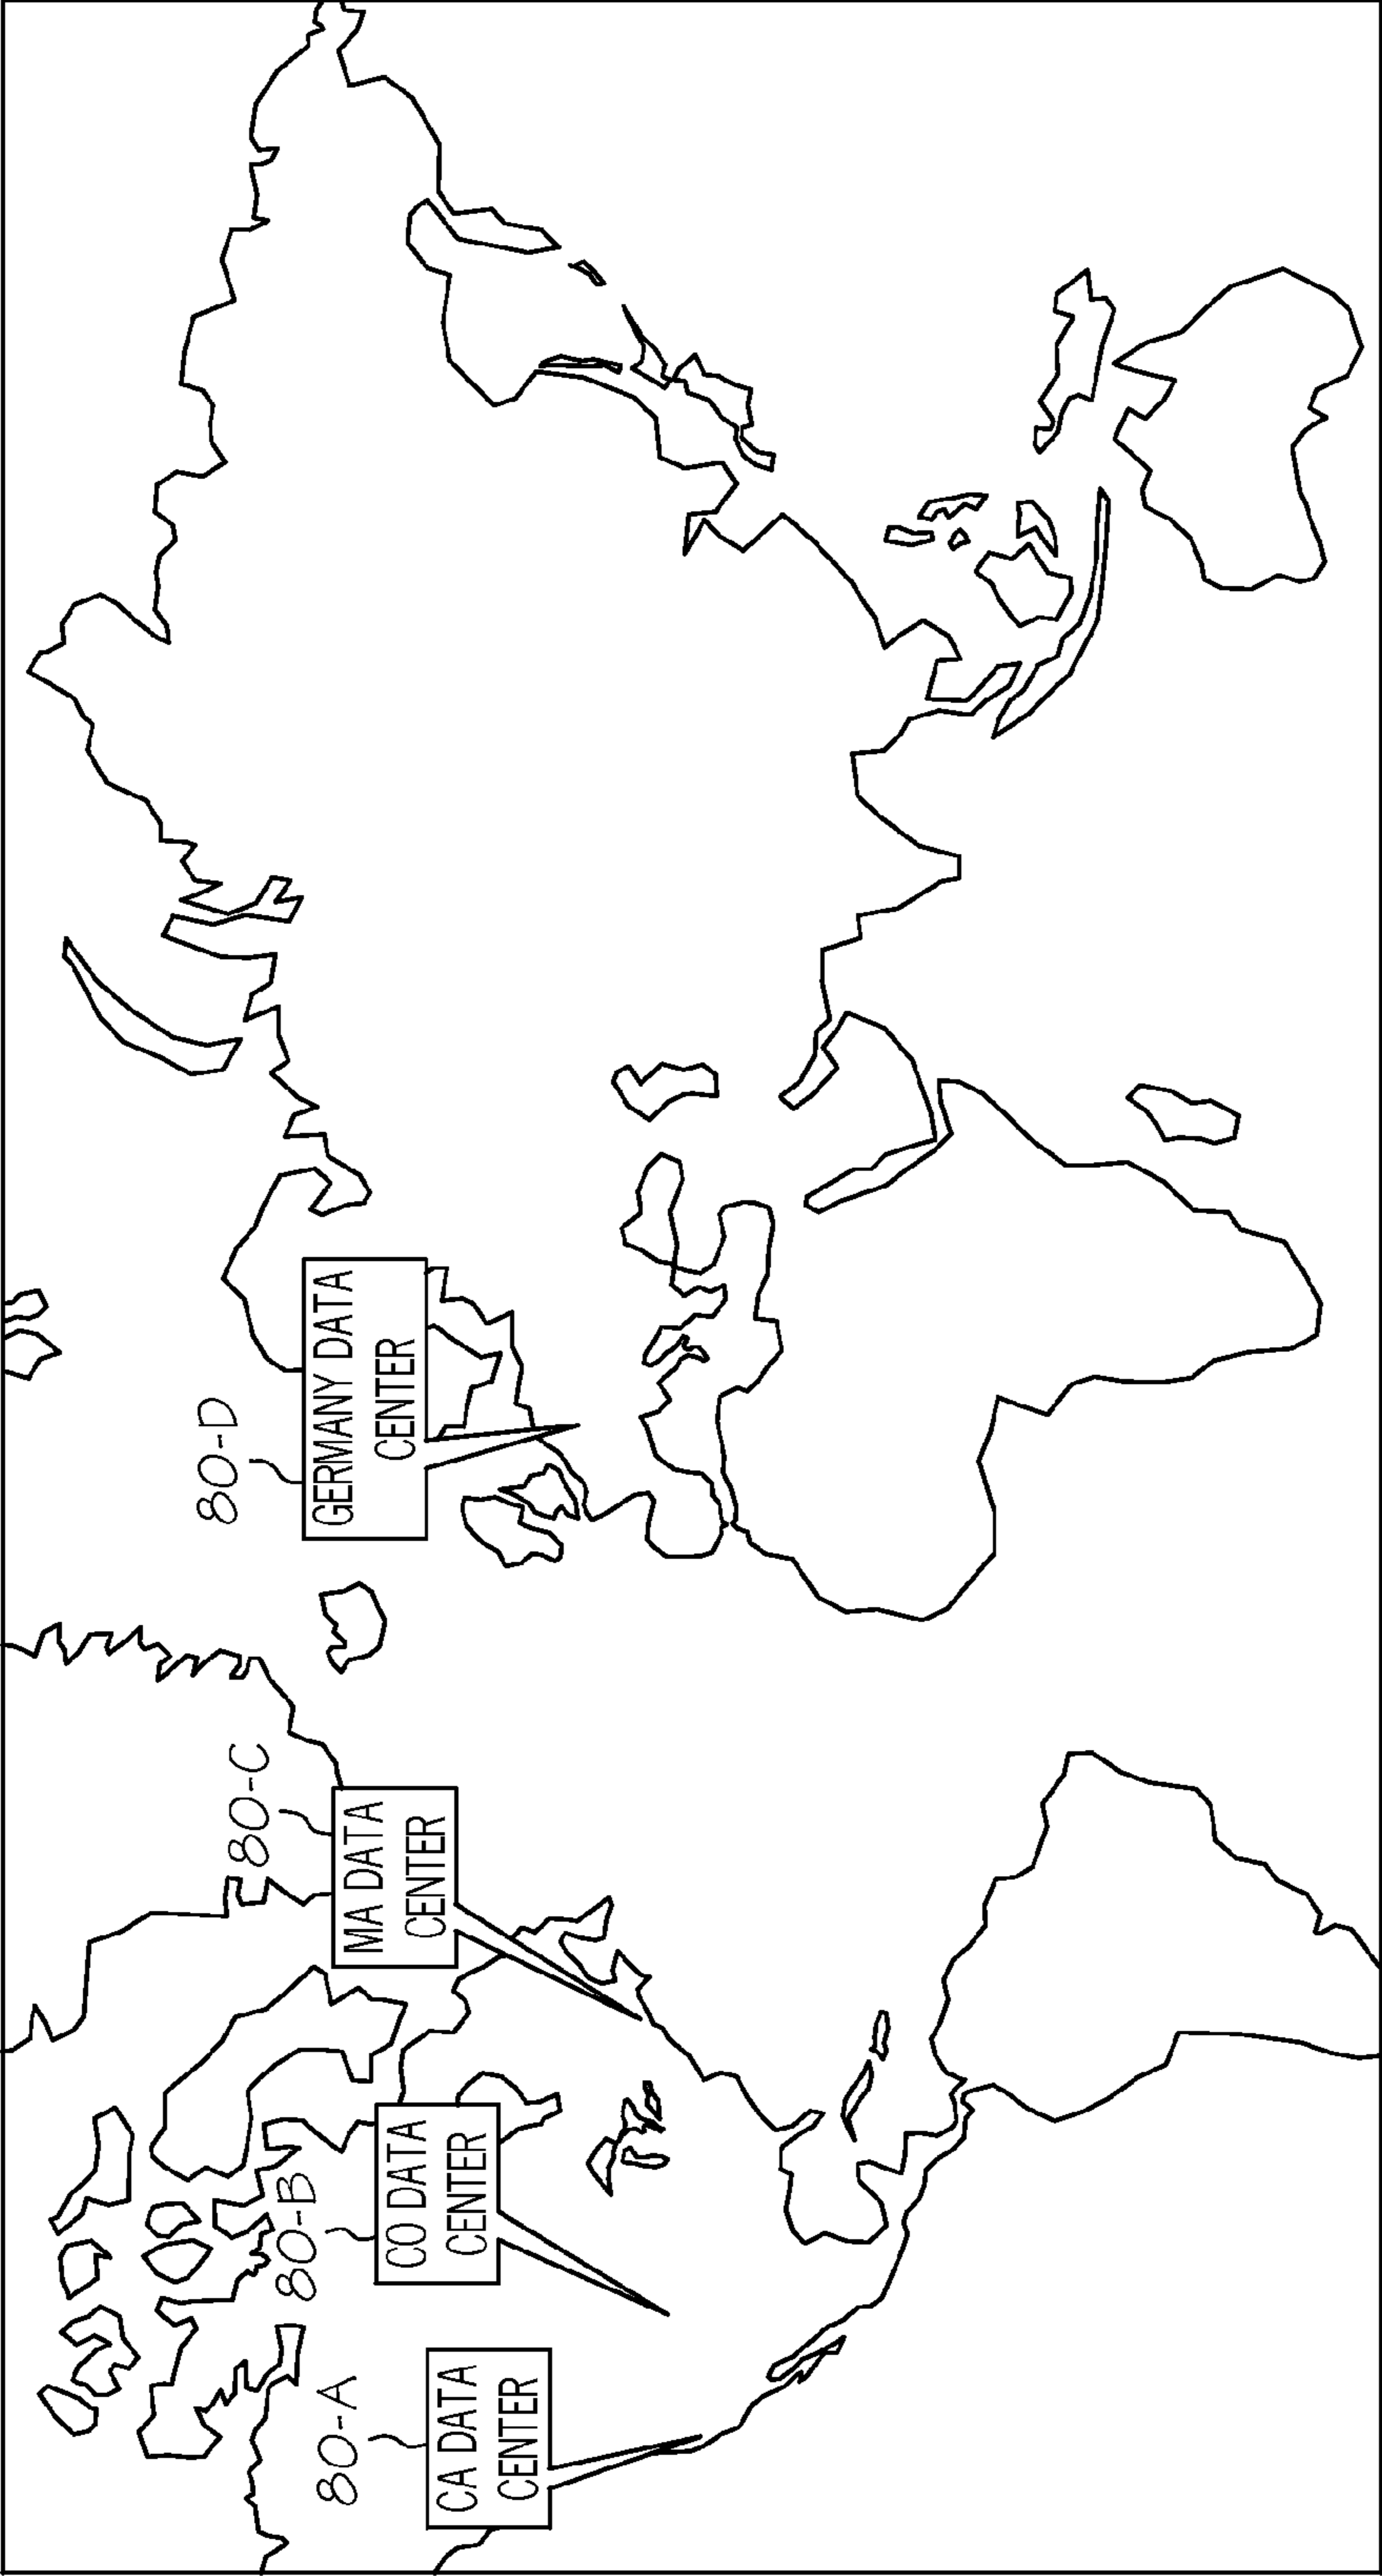 80-A
CA DATA
CENTER
80-B
CO DATA
CENTER
80-C
MA DATA
CENTER
80-D
GERMANY DATA
CENTER